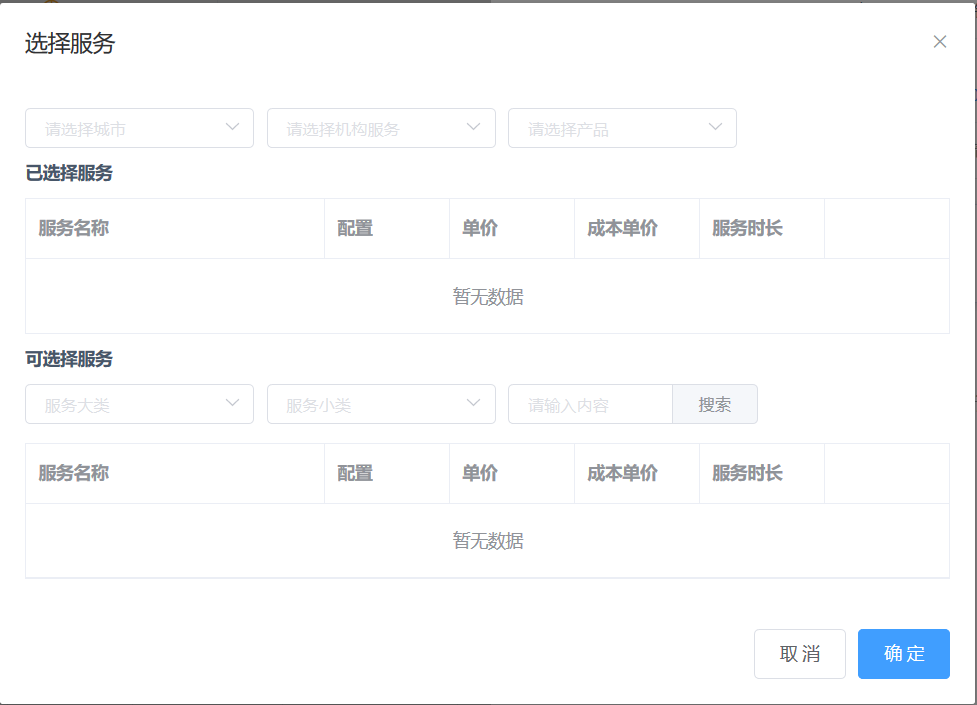 选择服务
请选择城市 请选择机构服务 请选择产品
已选择服务
服务名称 配置 单价 成本单价 服务时长
暂无数据
可选择服务
服务大类 服务小类 请输入内容 搜索
服务名称 配置 单价 成本单价 服务时长
暂无数据
取消 确定